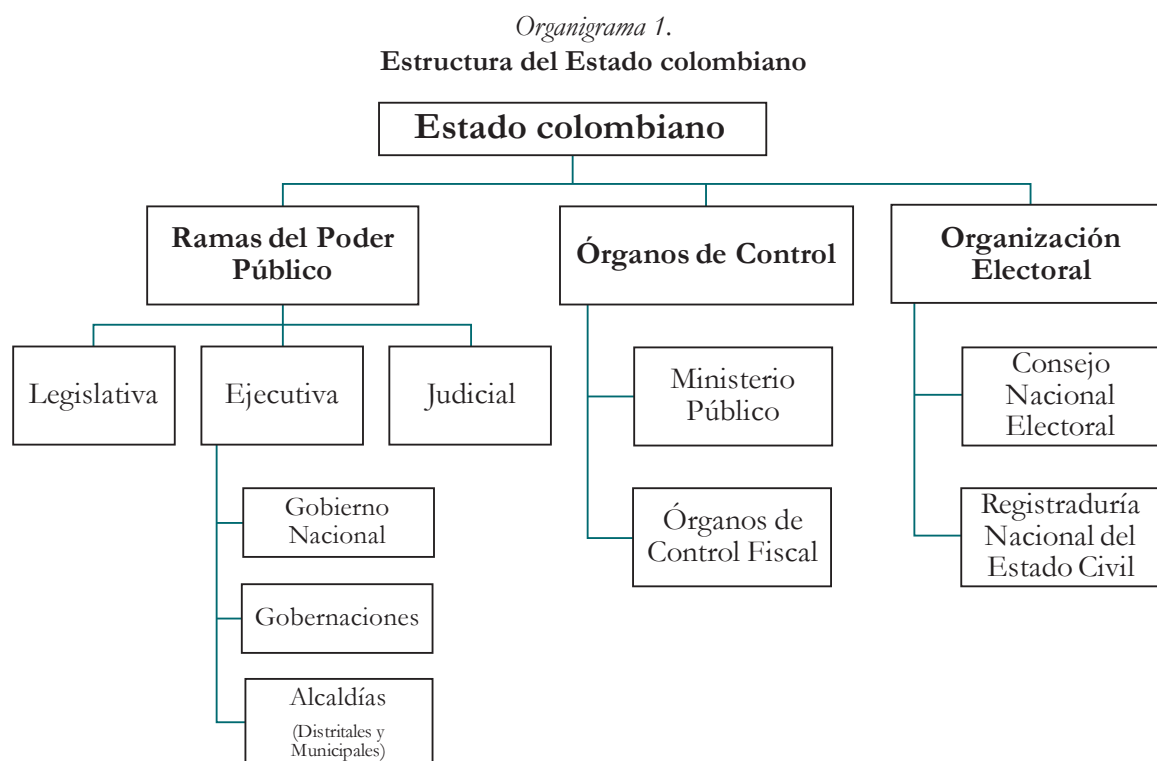 Organigrama 1.
Estructura del Estado colombiano
Estado colombiano
Ramas del Poder
Público
Órganos de Control
Organización
Electoral
Legislativa
Ejecutiva
Judicial
Ministerio
Público
Consejo
Nacional
Electoral
Gobierno
Nacional
Órganos de
Control Fiscal
Registraduría
Nacional del
Estado Civil
Gobernaciones
Alcaldías
(Distritales y
Municipales)